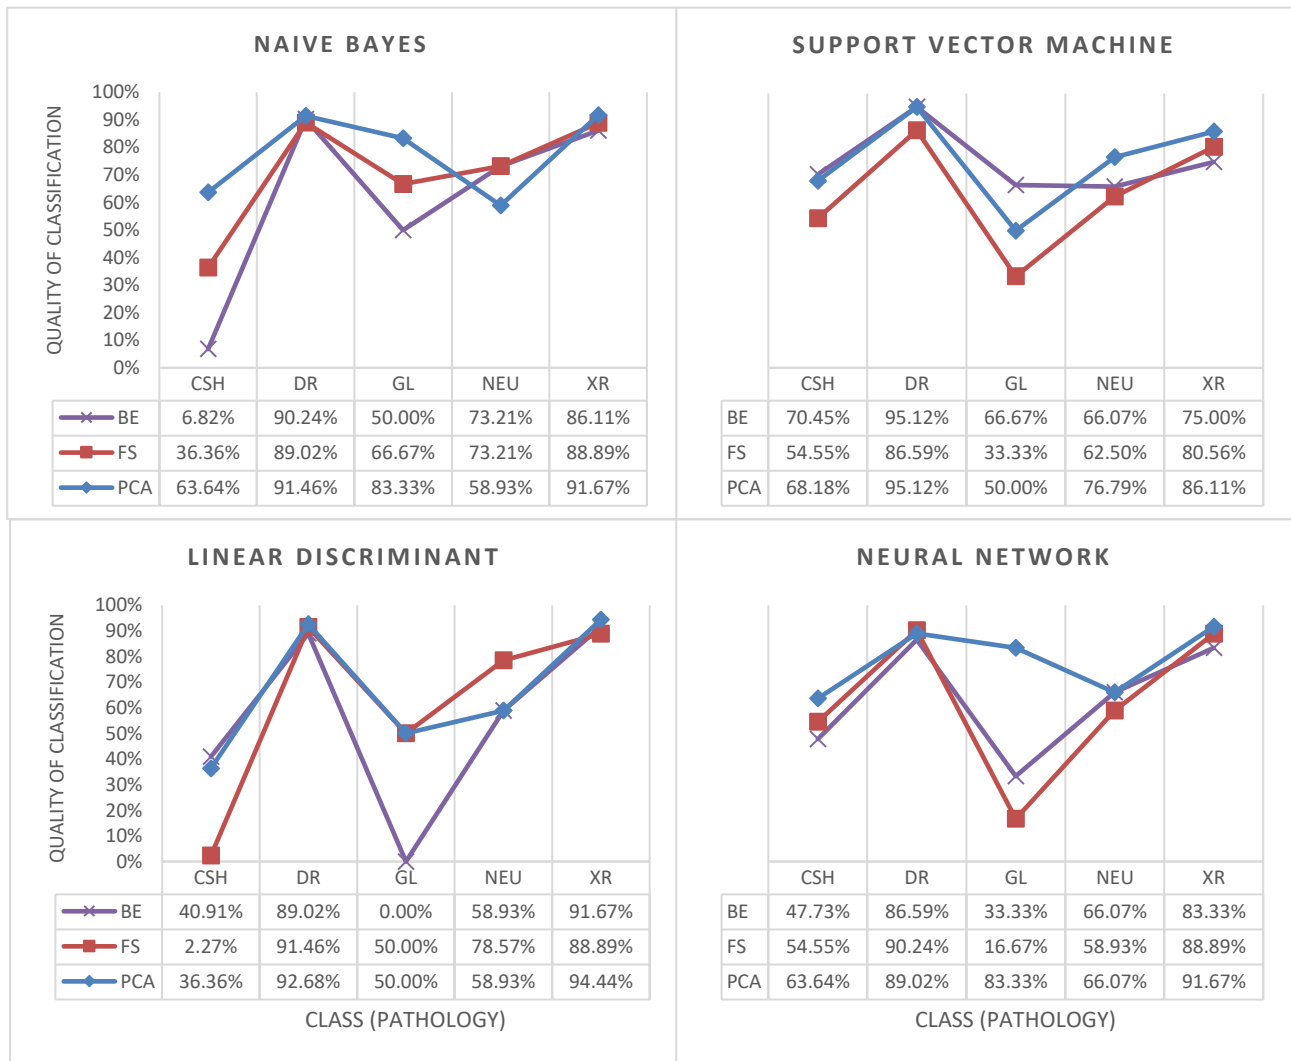 NAIVE BAYES
QUALITY OF CLASSIFICATION
100%
90%
80%
70%
60%
50%
40%
30%
20%
10%
0%
CSH DR GL NEU XR
BE 6.82% 90.24% 50.00% 73.21% 86.11%
FS 36.36% 89.02% 66.67% 73.21% 88.89%
PCA 63.64% 91.46% 83.33% 58.93% 91.67%
SUPPORT VECTOR MACHINE
CSH DR GL NEU XR
BE 70.45% 95.12% 66.67% 66.07% 75.00%
FS 54.55% 86.59% 33.33% 62.50% 80.56%
PCA 68.18% 95.12% 50.00% 76.79% 86.11%
LINEAR DISCRIMINANT
QUALITY OF CLASSIFICATION
100%
90%
80%
70%
60%
50%
40%
30%
20%
10%
0%
CSH DR GL NEU XR
BE 40.91% 89.02% 0.00% 58.93% 91.67%
FS 2.27% 91.46% 50.00% 78.57% 88.89%
PCA 36.36% 92.68% 50.00% 58.93% 94.44%
CLASS (PATHOLOGY)
NEURAL NETWORK
CSH DR GL NEU XR
BE 47.73% 86.59% 33.33% 66.07% 83.33%
FS 54.55% 90.24% 16.67% 58.93% 88.89%
PCA 63.64% 89.02% 83.33% 66.07% 91.67%
CLASS (PATHOLOGY)